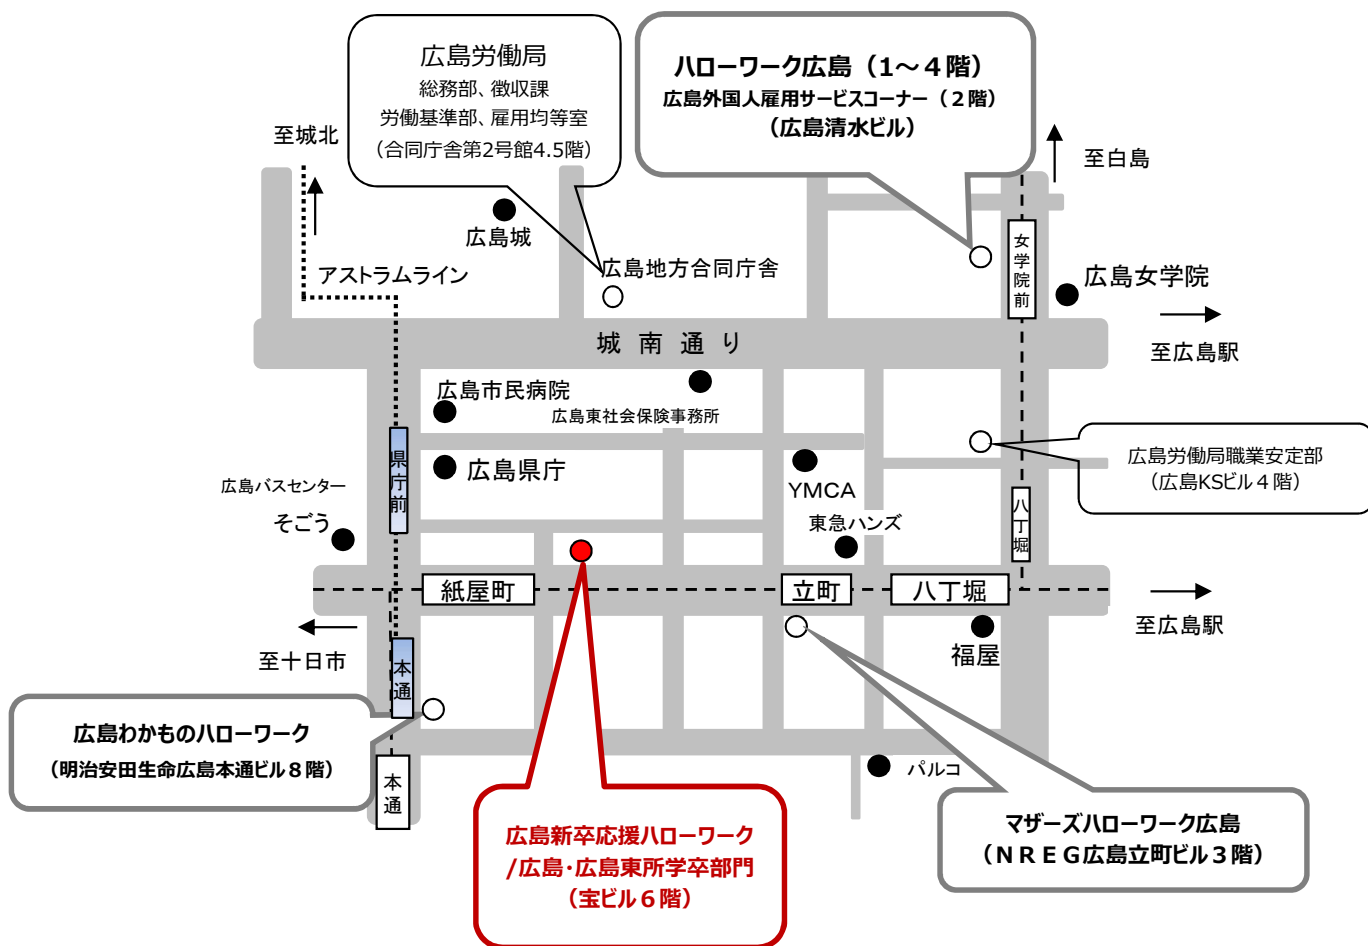 広島労働局
総務部、徴収課
労働基準部、雇用均等室
（合同庁舎第2号館4.5階）
ハローワーク広島（1～４階）
広島外国人雇用サービスコーナー（２階）
（広島清水ビル）
至城北
至白島
広島城
アストラムライン
広島地方合同庁舎
女学院前
広島女学院
城南通り
至広島駅
広島市民病院
広島東社会保険事務所
県庁前
広島県庁
YMCA
広島労働局職業安定部
（広島KSビル４階）
広島バスセンター
そごう
東急ハンズ
八丁堀
紙屋町
立町
八丁堀
至広島駅
至十日市
本通
福屋
広島わかものハローワーク
（明治安田生命広島本通ビル８階）
本通
パルコ
広島新卒応援ハローワーク
/広島・広島東所学卒部門
（宝ビル６階）
マザーズハローワーク広島
（ＮＲＥＧ広島立町ビル３階）